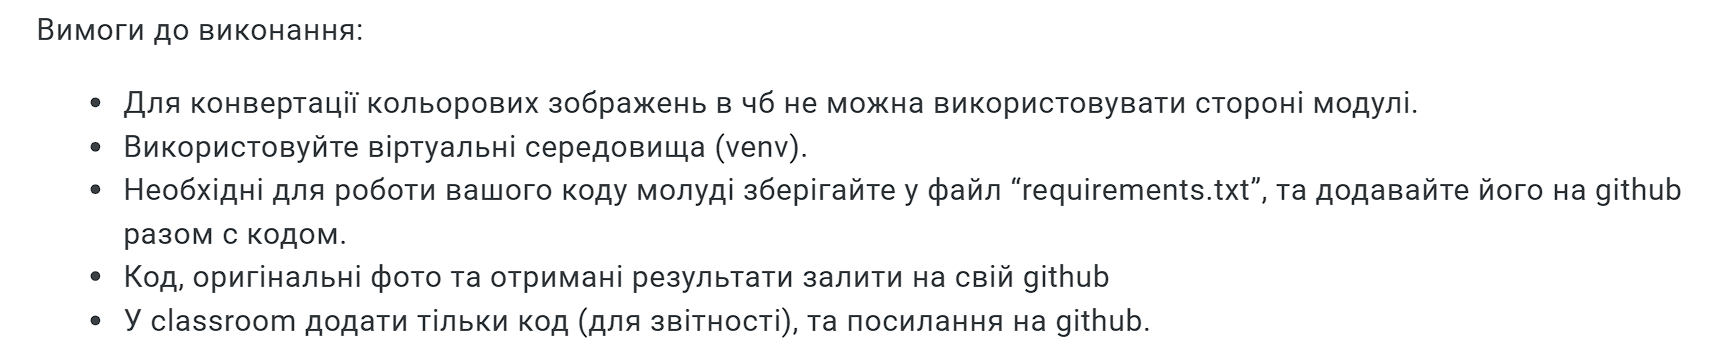 Вимоги до виконання:
• Для конвертації кольорових зображень в чб не можна використовувати стороні модулі.
• Використовуйте віртуальні середовища (venv).
• Необхідні для роботи вашого коду молуді зберігайте у файл “requirements.txt”, та додавайте його на github
разом с кодом.
• Код, оригінальні фото та отримані результати залити на свій github
• У classroom додати тільки код (для звітності), та посилання на github.